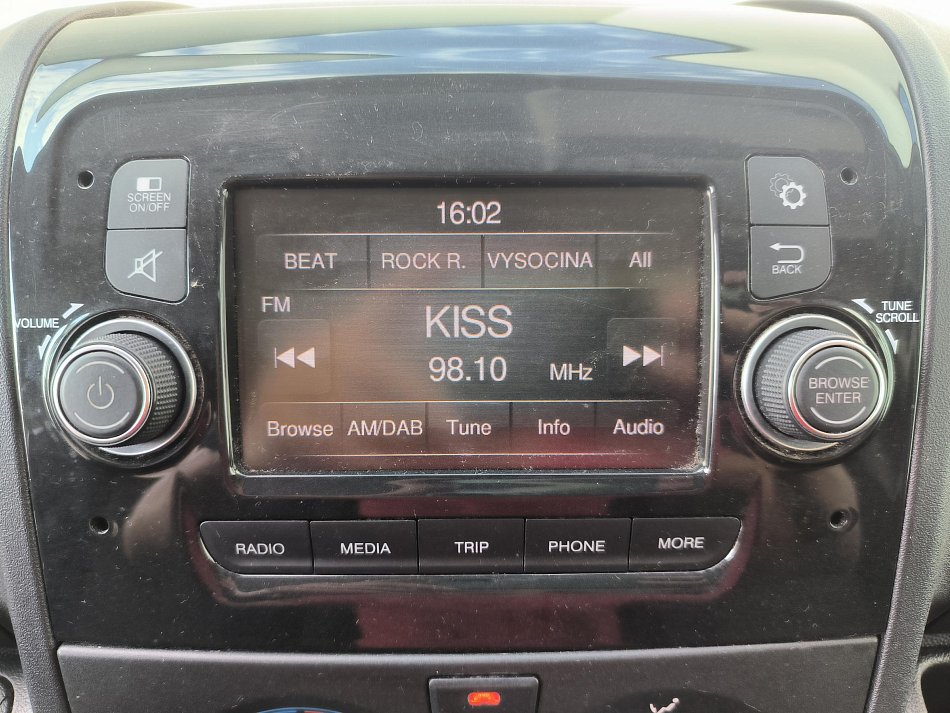 16:02
SCREEN
ON/OFF
BEAT ROCK R. VYSOCINA All
BACK
FM
VOLUME
KISS
TUNE
SCROLL
98.10 MHz
BROWSE
ENTER
Browse AM/DAB Tune Info Audio
RADIO MEDIA TRIP PHONE MORE